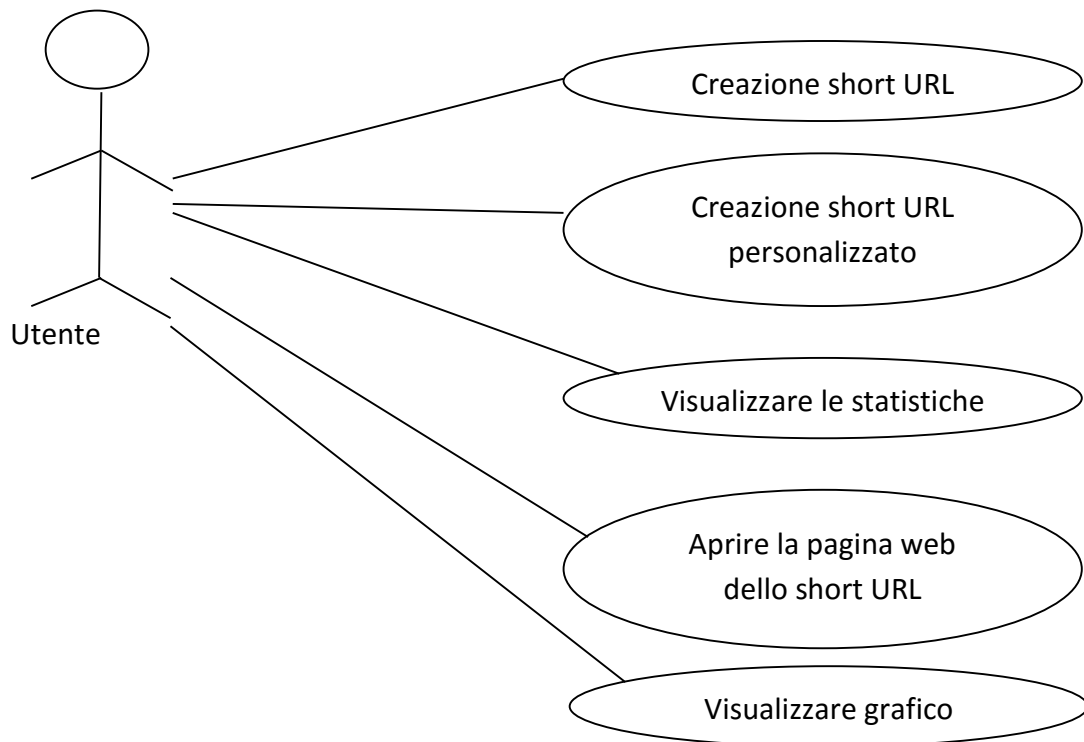 Creazione short URL
Creazione short URL
personalizzato
Utente
Visualizzare le statistiche
Aprire la pagina web
dello short URL
Visualizzare grafico